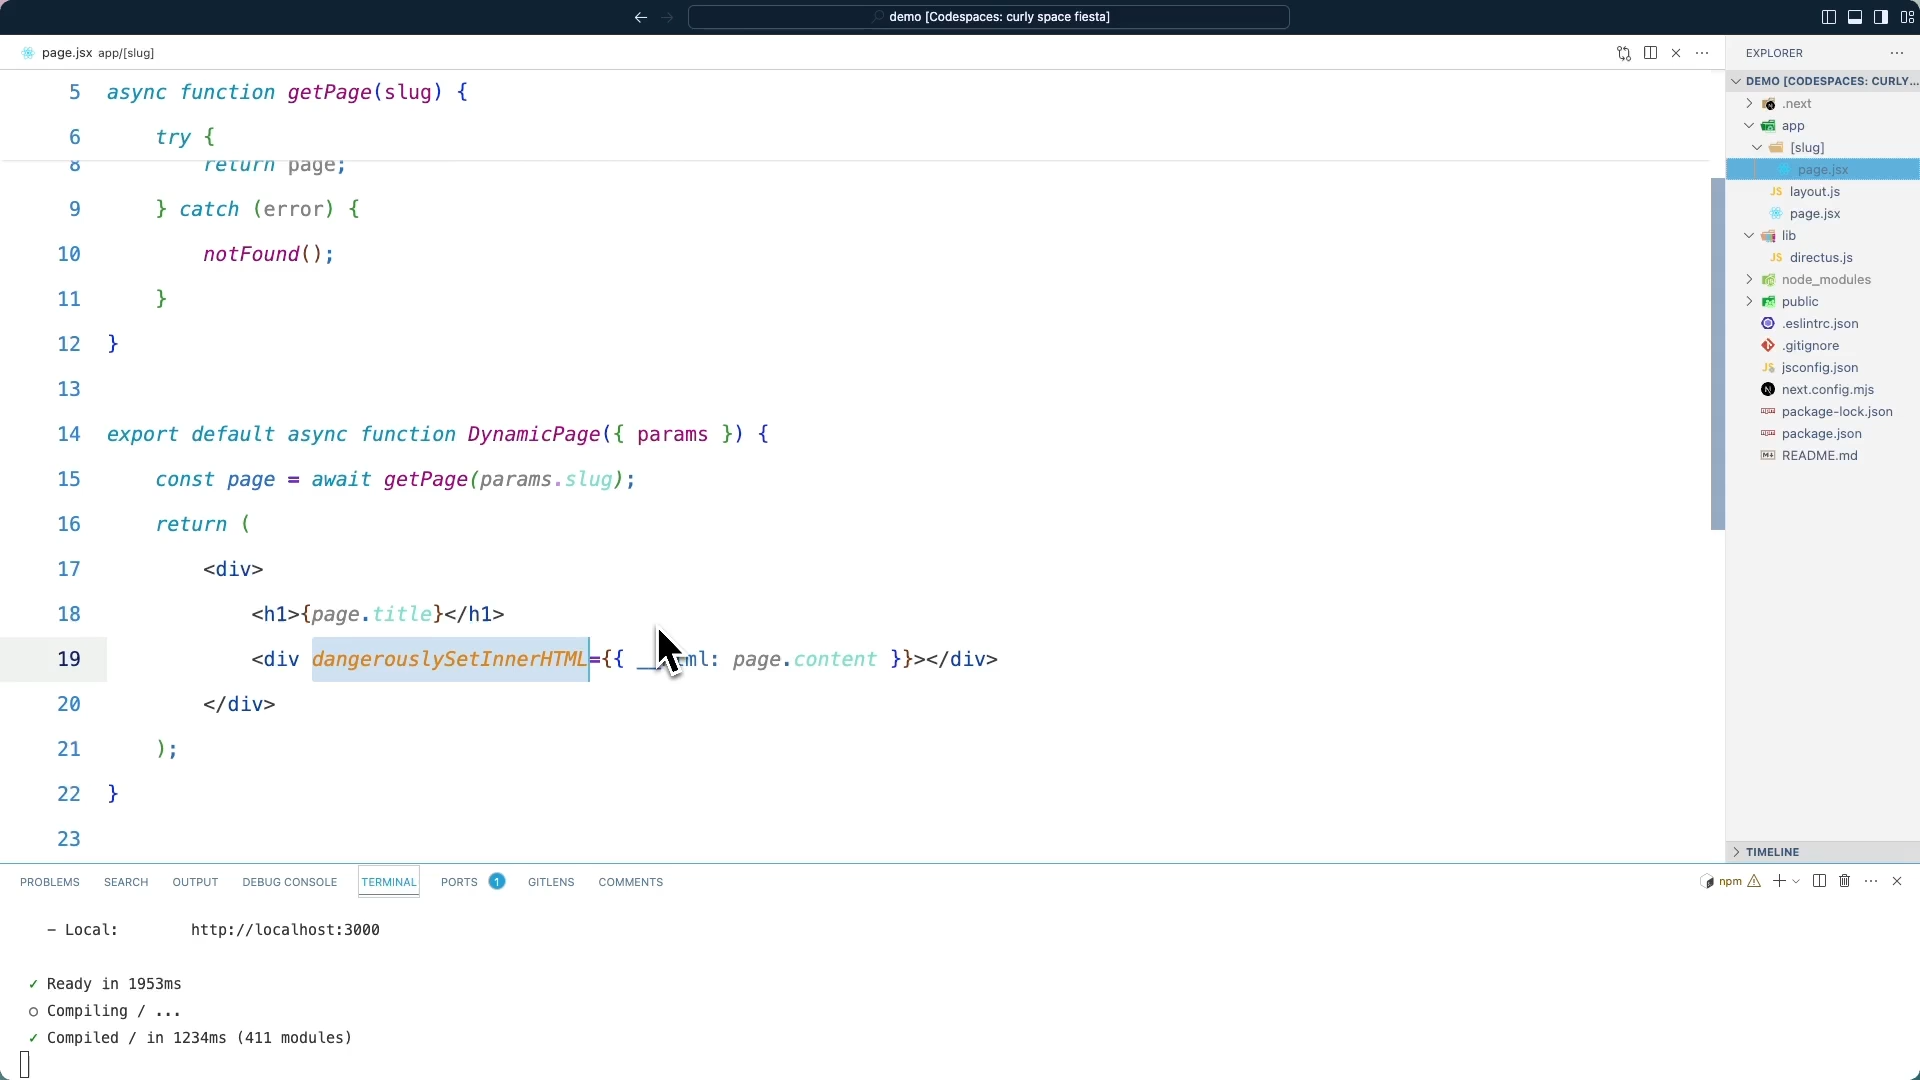 demo [Codespaces: curly space fiesta]
page.jsx app/[slug]
5 async function getPage(slug) {
6 try {
8 return page;
9 } catch (error) {
10 notFound();
11 }
12 }
13
14 export default async function DynamicPage({ params }) {
15 const page = await getPage(params.slug);
16 return (
17 <div>
18 <h1>{page.title}</h1>
19 <div dangerouslySetInnerHTML={{ __ml: page.content }}></div>
20 </div>
21 );
22 }
23
EXPLORER
DEMO [CODESPACES: CURLY...
.next
app
[slug]
page.jsx
JS layout.js
page.jsx
lib
JS directus.js
node_modules
public
.eslintrc.json
.gitignore
JS jsconfig.json
N next.config.mjs
package-lock.json
package.json
README.md
TIMELINE
PROBLEMS SEARCH OUTPUT DEBUG CONSOLE TERMINAL PORTS 1 GITLENS COMMENTS
npm
- Local: http://localhost:3000
✓ Ready in 1953ms
○ Compiling / ...
✓ Compiled / in 1234ms (411 modules)